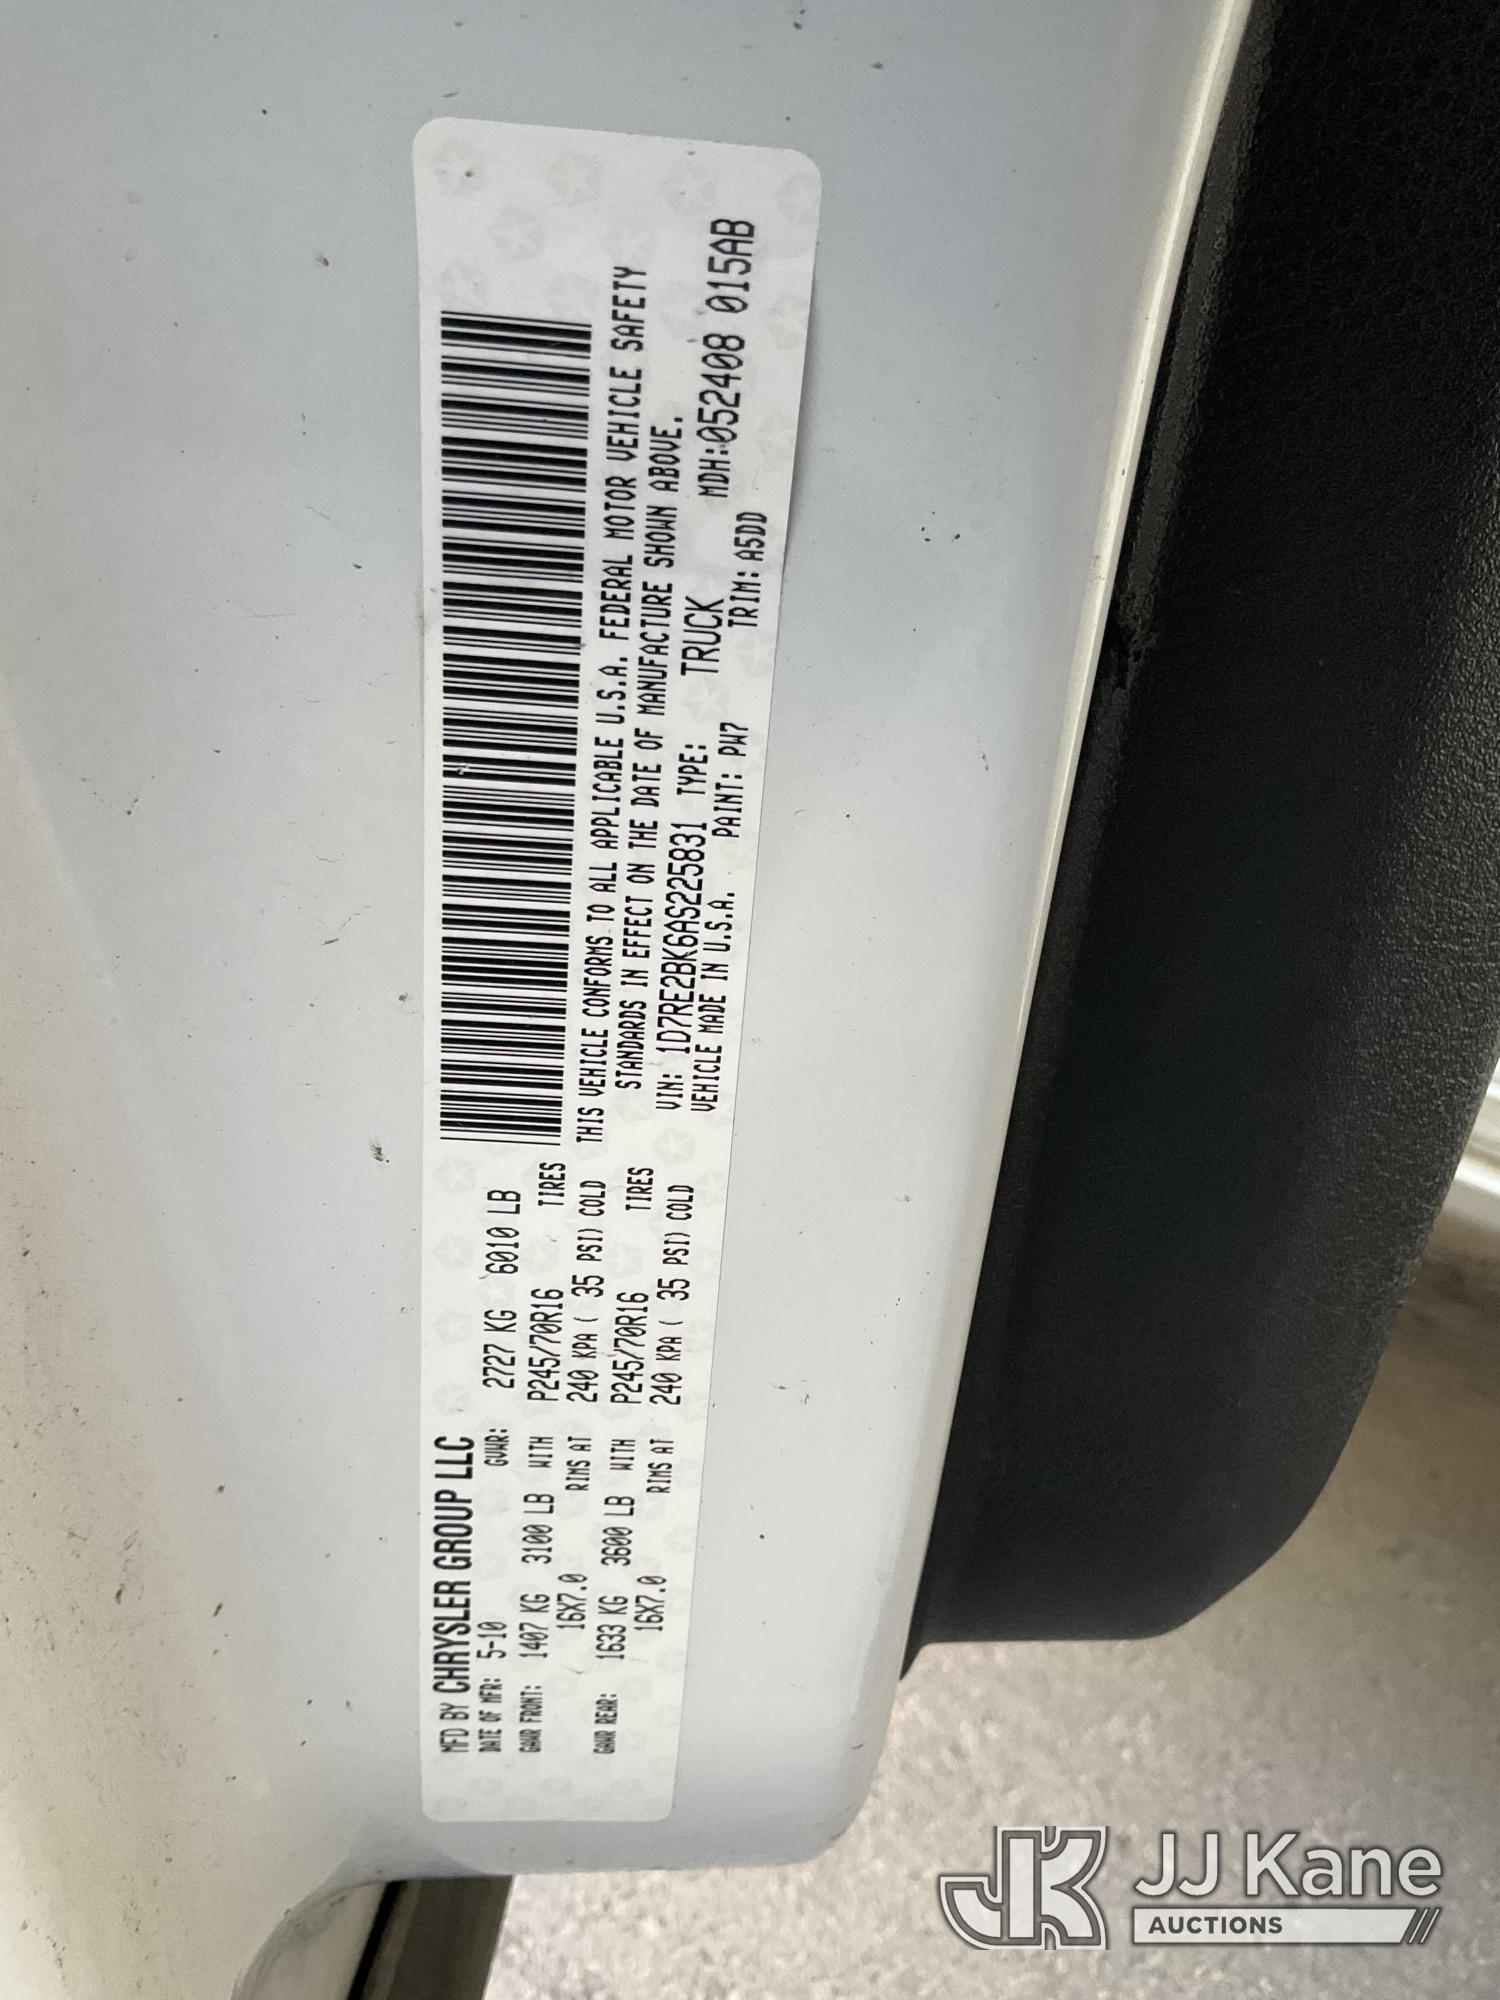 MFD BY CHRYSLER GROUP LLC
DATE OF MFR: 5-10 GVWR: 2727 KG 6010 LB
GAWR FRONT: 1407 KG 3100 LB WITH P245/70R16 TIRES
16X7.0 RIMS AT 240 KPA ( 35 PSI) COLD
GAWR REAR: 1633 KG 3600 LB WITH P245/70R16 TIRES
16X7.0 RIMS AT 240 KPA ( 35 PSI) COLD
THIS VEHICLE CONFORMS TO ALL APPLICABLE U.S.A. FEDERAL MOTOR VEHICLE SAFETY
STANDARDS IN EFFECT ON THE DATE OF MANUFACTURE SHOWN ABOVE.
VIN: 1D7RE2BK6AS225831 TYPE: TRUCK MDH:052408 015AB
VEHICLE MADE IN U.S.A. PAINT: PW7 TRIM: A5DD
JK JJ Kane
AUCTIONS